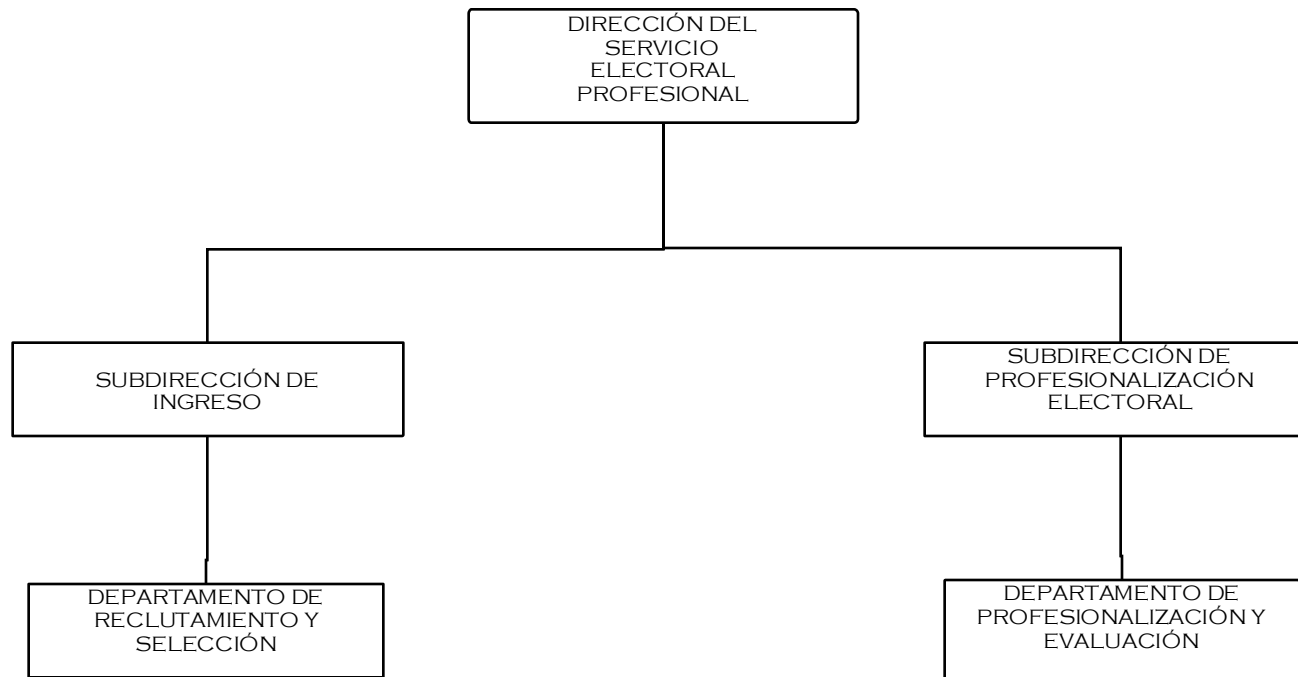 DIRECCIÓN DEL
SERVICIO
ELECTORAL
PROFESIONAL
SUBDIRECCIÓN DE
INGRESO
SUBDIRECCIÓN DE
PROFESIONALIZACIÓN
ELECTORAL
DEPARTAMENTO DE
RECLUTAMIENTO Y
SELECCIÓN
DEPARTAMENTO DE
PROFESIONALIZACIÓN Y
EVALUACIÓN